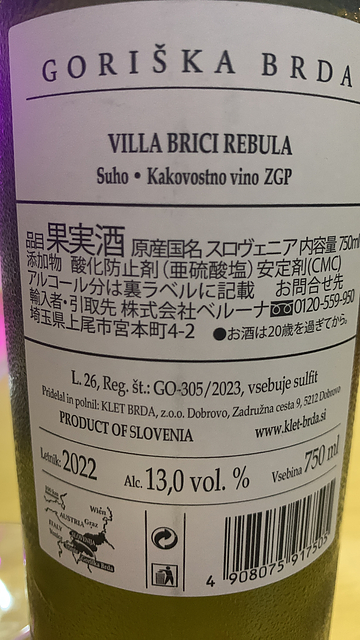 GORIŠKA BRDA
VILLA BRICI REBULA
Suho • Kakovostno vino ZGP
品目 果実酒 原産国名 スロヴェニア 内容量 750ml
添加物 酸化防止剤（亜硫酸塩）安定剤(CMC)
アルコール分は裏ラベルに記載 お問合せ先
輸入者・引取先 株式会社ベルーナ 0120-559-950
埼玉県上尾市宮本町4-2 ●お酒は20歳を過ぎてから。
L. 26, Reg. št.: GO-305/2023, vsebuje sulfit
Pridelal in polnil: KLET BRDA, z.o.o. Dobrovo, Zadružna cesta 9, 5212 Dobrovo
PRODUCT OF SLOVENIA www.klet-brda.si
Letnik: 2022 Alc. 13,0 vol. % Vsebina 750 ml
Wien
AUSTRIA Graz
ITALY SLOVENIA
Goriška Brda
4 908075 917505